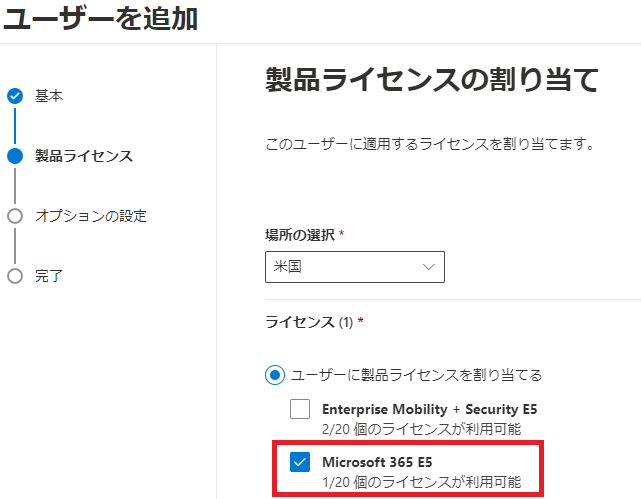 ユーザーを追加
基本
製品ライセンス
オプションの設定
完了
製品ライセンスの割り当て
このユーザーに適用するライセンスを割り当てます。
場所の選択 *
米国
ライセンス (1) *
ユーザーに製品ライセンスを割り当てる
Enterprise Mobility + Security E5
2/20 個のライセンスが利用可能
Microsoft 365 E5
1/20 個のライセンスが利用可能